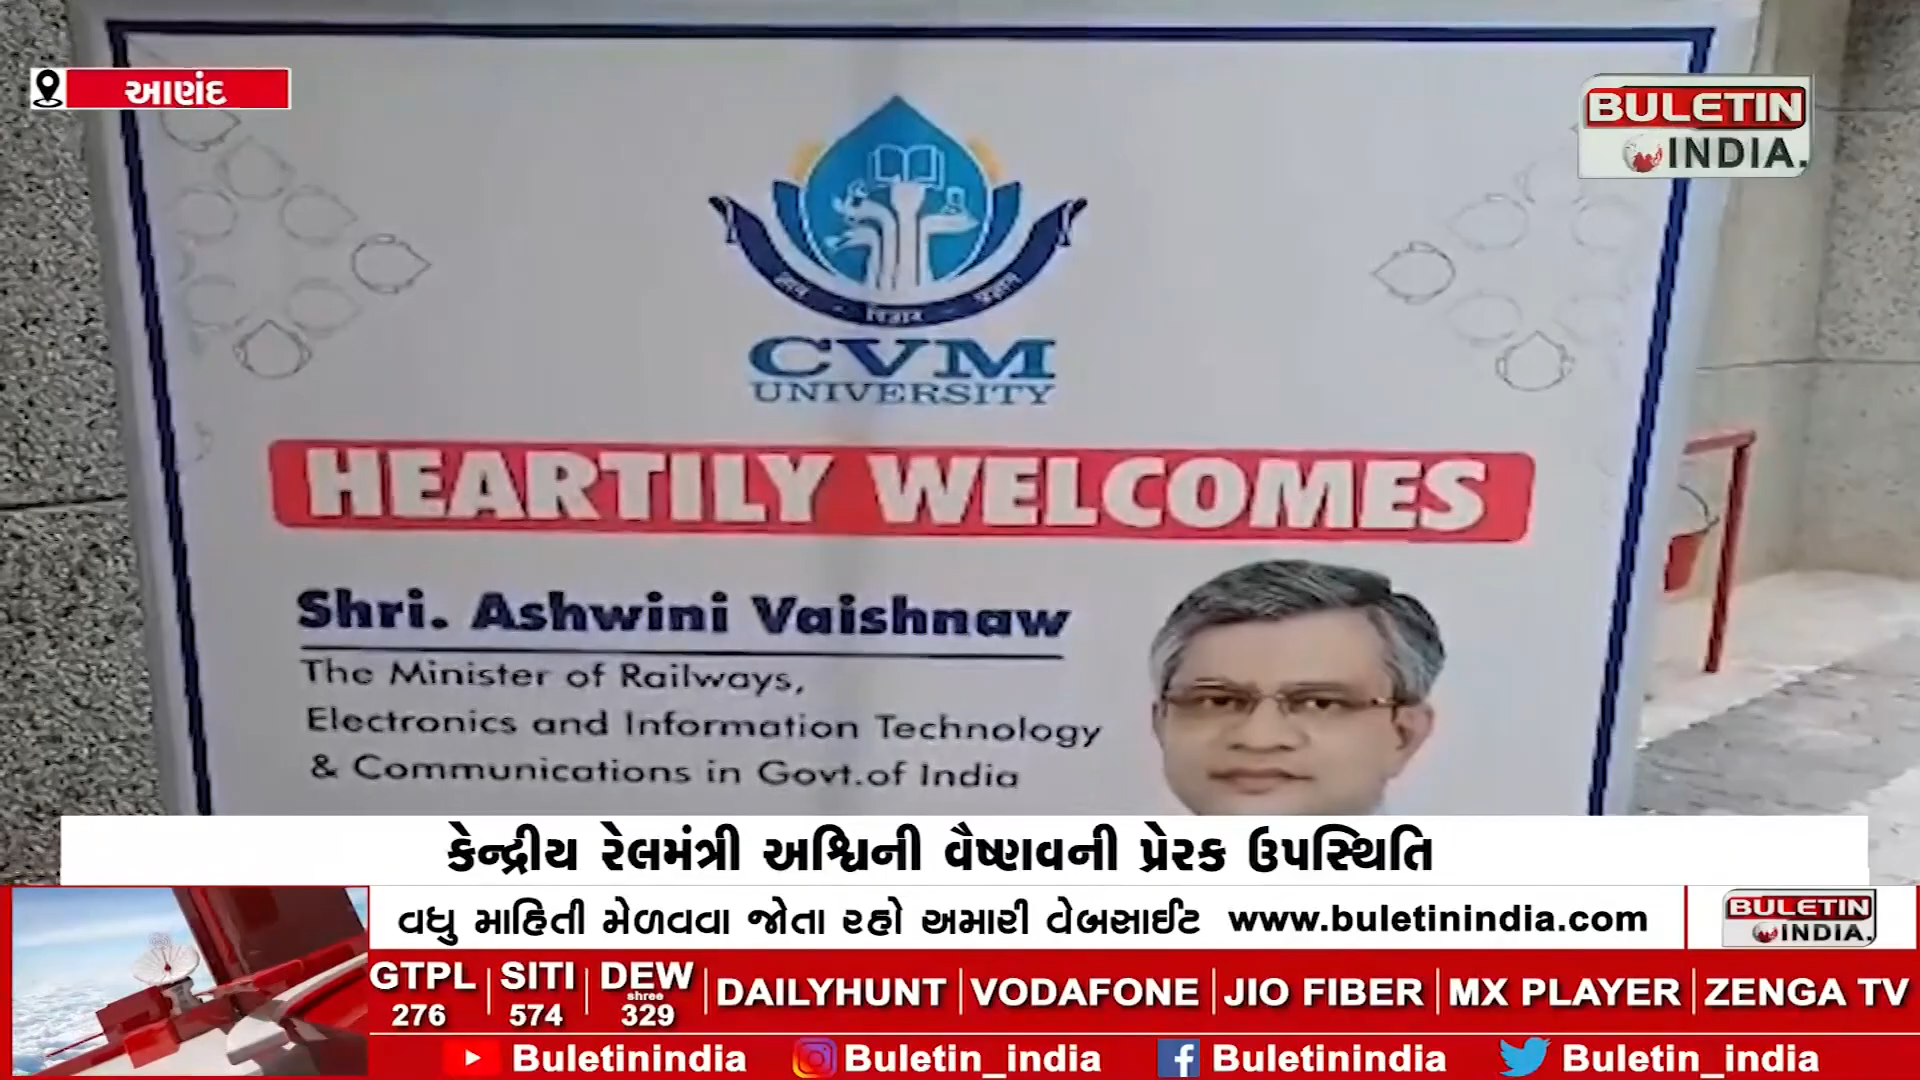 આણંદ
BULETIN
INDIA.
CVM
UNIVERSITY
HEARTILY WELCOMES
Shri. Ashwini Vaishnaw
The Minister of Railways,
Electronics and Information Technology
& Communications in Govt.of India
કેન્દ્રીય રેલમંત્રી અશ્વિની વૈષ્ણવની પ્રેરક ઉપસ્થિતિ
વધુ માહિતી મેળવવા જોતા રહો અમારી વેબસાઈટ www.buletinindia.com
BULETIN
INDIA.
GTPL 276 | SITI 574 | DEW shree 329 | DAILYHUNT | VODAFONE | JIO FIBER | MX PLAYER | ZENGA TV
Buletinindia Buletin_india Buletinindia Buletin_india